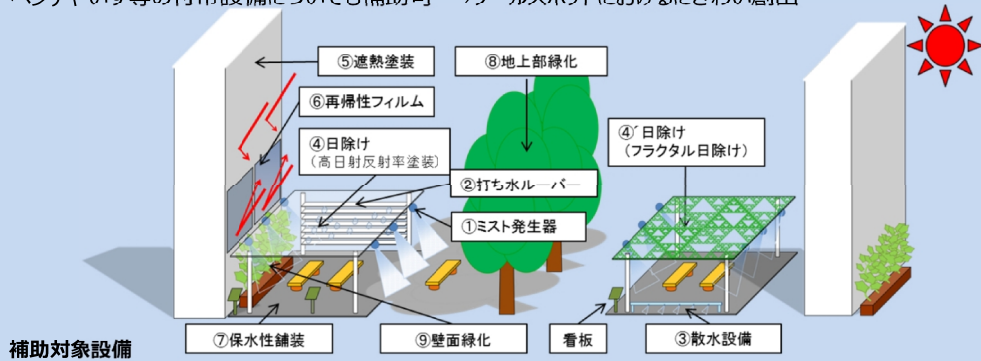 ⑤遮熱塗装
⑧地上部緑化
⑥再帰性フィルム
④日除け
(高日射反射率塗装)
④´日除け
(フラクタル日除け)
②打ち水ルーバー
①ミスト発生器
⑦保水性舗装
⑨壁面緑化
看板
③散水設備
補助対象設備